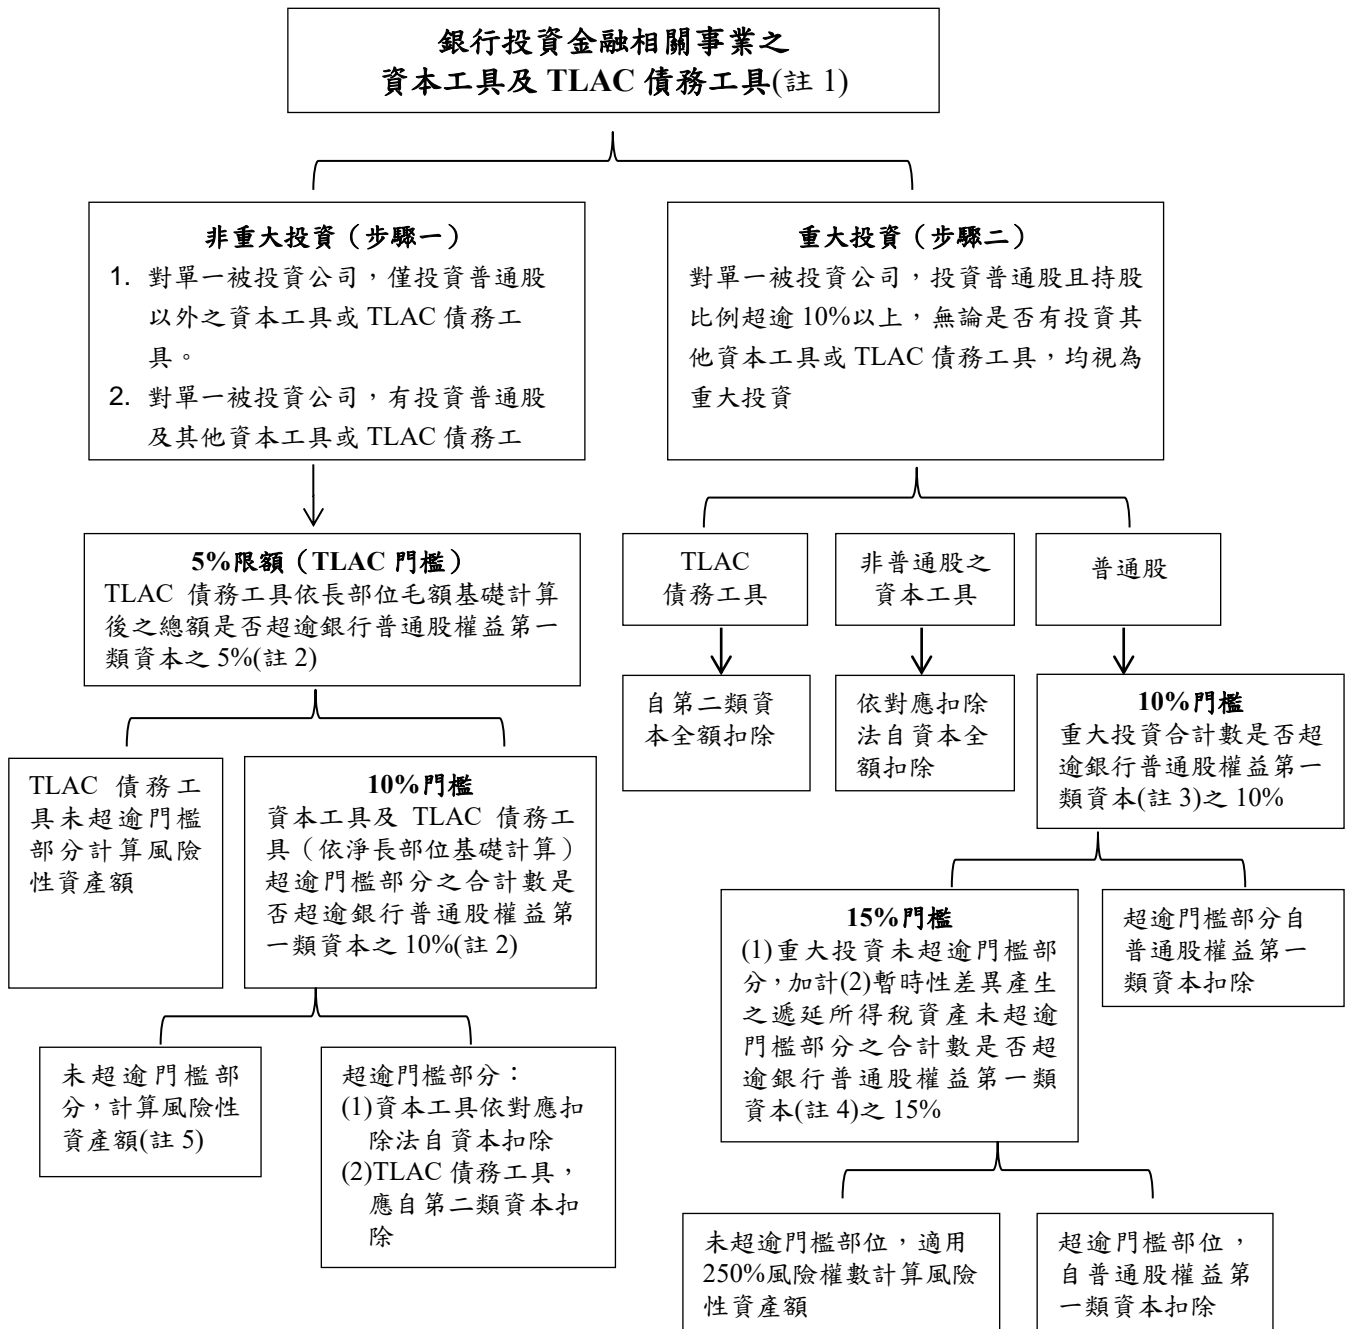 銀行投資金融相關事業之
資本工具及 TLAC 債務工具(註 1)
非重大投資（步驟一）
1. 對單一被投資公司，僅投資普通股
以外之資本工具或 TLAC 債務工
具。
2. 對單一被投資公司，有投資普通股
及其他資本工具或 TLAC 債務工
重大投資（步驟二）
對單一被投資公司，投資普通股且持股
比例超逾 10%以上，無論是否有投資其
他資本工具或 TLAC 債務工具，均視為
重大投資
5%限額（TLAC 門檻）
TLAC 債務工具依長部位毛額基礎計算
後之總額是否超逾銀行普通股權益第一
類資本之 5%(註 2)
TLAC
債務工具
非普通股之
資本工具
普通股
自第二類資
本全額扣除
依對應扣除
法自資本全
額扣除
10%門檻
重大投資合計數是否超
逾銀行普通股權益第一
類資本(註 3)之 10%
TLAC 債務工
具未超逾門檻
部分計算風險
性資產額
10%門檻
資本工具及 TLAC 債務工
具（依淨長部位基礎計算）
超逾門檻部分之合計數是
否超逾銀行普通股權益第
一類資本之 10%(註 2)
15%門檻
(1)重大投資未超逾門檻部
分，加計(2)暫時性差異產生
之遞延所得稅資產未超逾
門檻部分之合計數是否超
逾銀行普通股權益第一類
資本(註 4)之 15%
超逾門檻部分自
普通股權益第一
類資本扣除
未超逾門檻部
分，計算風險性
資產額(註 5)
超逾門檻部分：
(1)資本工具依對應扣
除法自資本扣除
(2)TLAC 債務工具，
應自第二類資本扣
除
未超逾門檻部位，適用
250%風險權數計算風險
性資產額
超逾門檻部位，
自普通股權益第
一類資本扣除